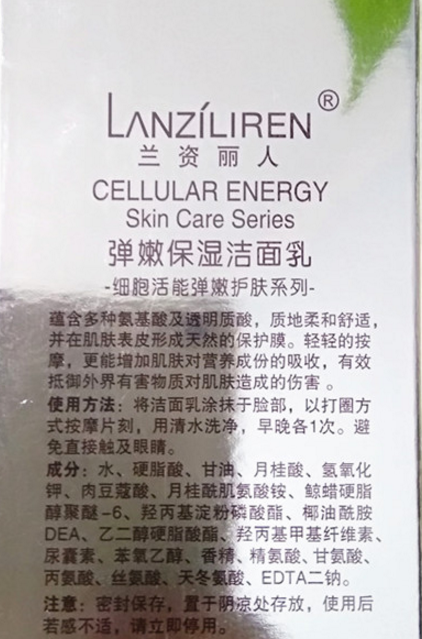 LANZÍLIREN®
兰资丽人
CELLULAR ENERGY
Skin Care Series
弹嫩保湿洁面乳
-细胞活能弹嫩护肤系列-
蕴含多种氨基酸及透明质酸，质地柔和舒适，
并在肌肤表皮形成天然的保护膜。轻轻的按
摩，更能增加肌肤对营养成份的吸收，有效
抵御外界有害物质对肌肤造成的伤害 。
使用方法：将洁面乳涂抹于脸部，以打圈方
式按摩片刻，用清水洗净，早晚各1次。避
免直接触及眼睛。
成分：水、硬脂酸、甘油、月桂酸、氢氧化
钾、肉豆蔻酸、月桂酰肌氨酸铵、鲸蜡硬脂
醇聚醚-6、羟丙基淀粉磷酸酯、椰油酰胺
DEA、乙二醇硬脂酸酯、羟丙基甲基纤维素、
尿囊素、苯氧乙醇、香精、精氨酸、甘氨酸、
丙氨酸、丝氨酸、天冬氨酸、EDTA二钠。
注意：密封保存，置于阴凉处存放，使用后
若感不适，请立即停用。